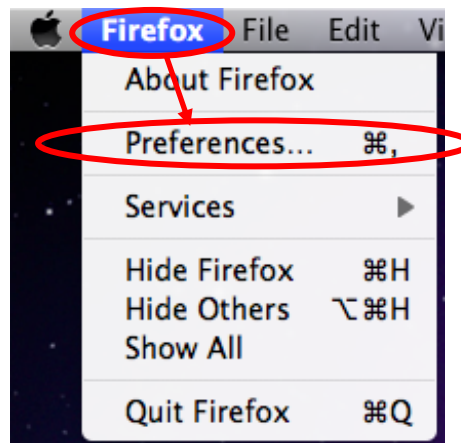 Firefox File Edit Vi
About Firefox
Preferences... ⌘,
Services
Hide Firefox ⌘H
Hide Others ⌥⌘H
Show All
Quit Firefox ⌘Q